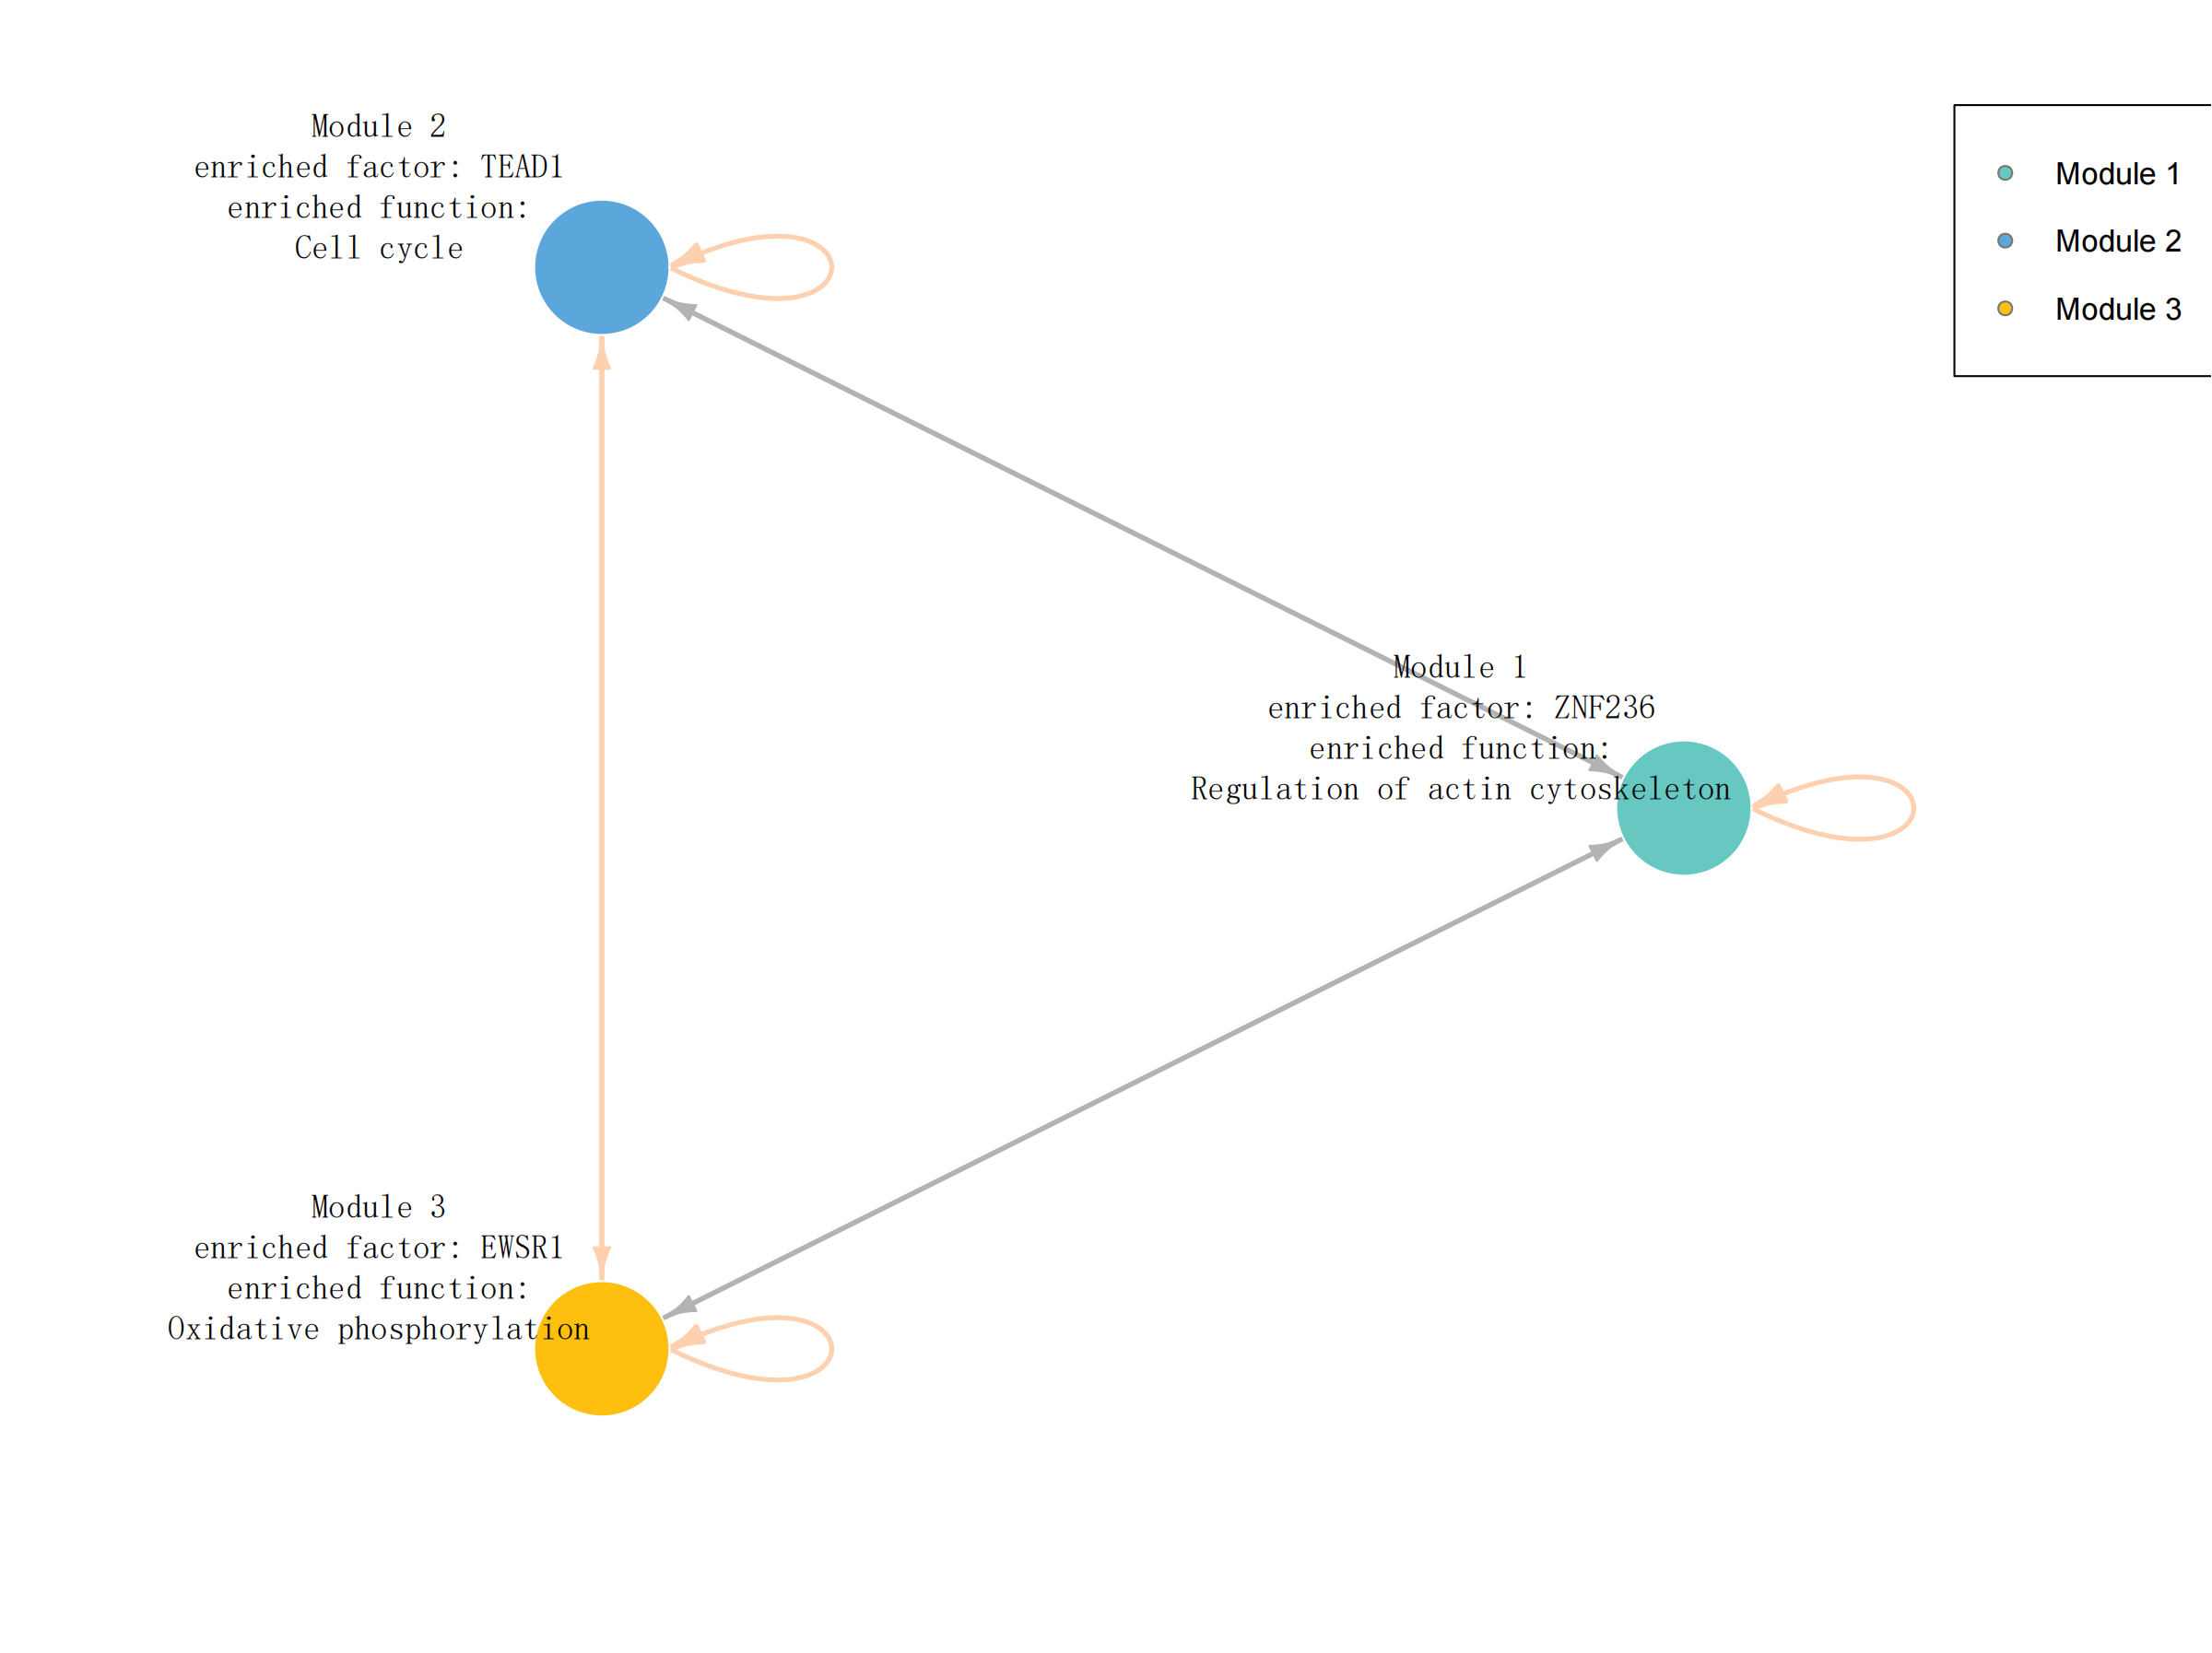 Module 2
enriched factor: TEAD1
enriched function:
Cell cycle
Module 1
Module 2
Module 3
Module 1
enriched factor: ZNF236
enriched function:
Regulation of actin cytoskeleton
Module 3
enriched factor: EWSR1
enriched function:
Oxidative phosphorylation